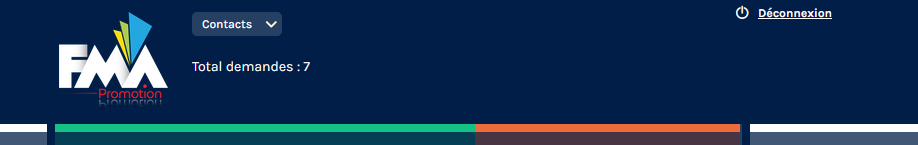 Contacts
Déconnexion
FMA
Promotion
Total demandes : 7